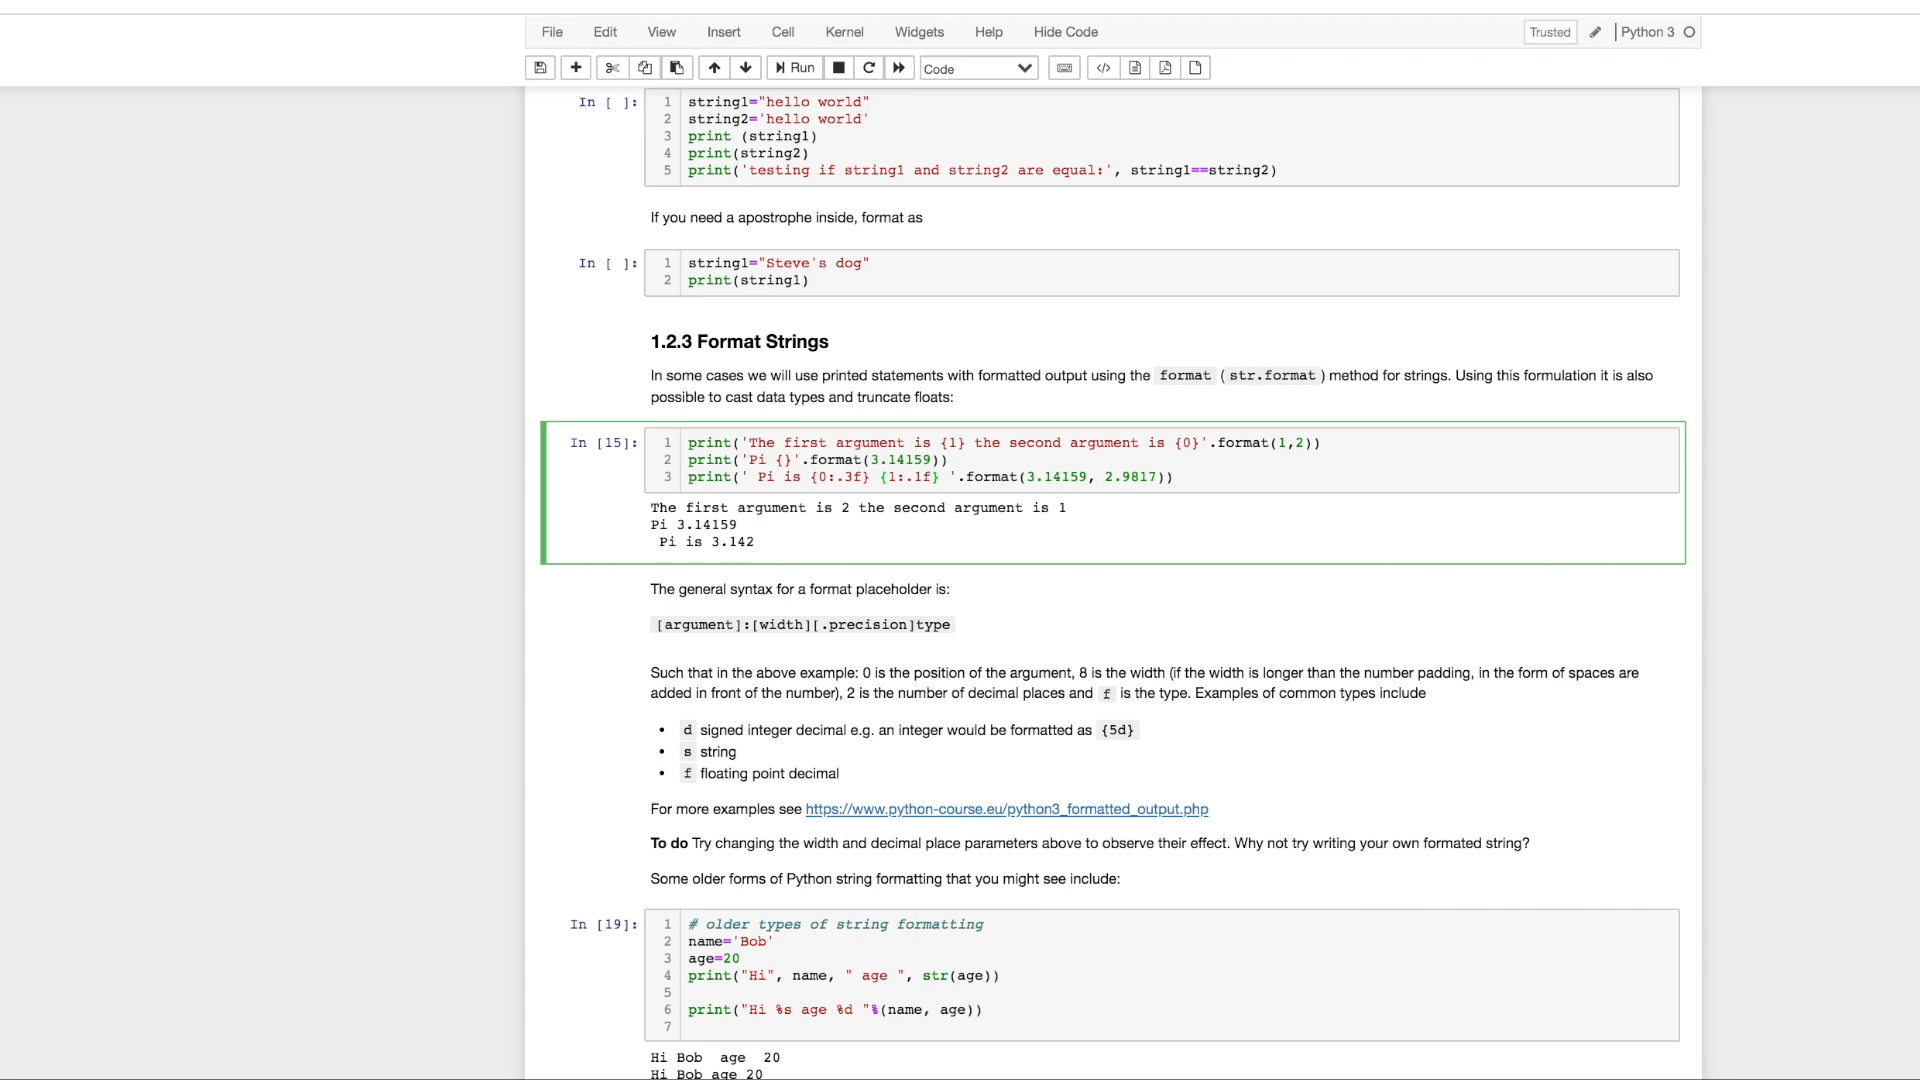 File Edit View Insert Cell Kernel Widgets Help Hide Code Trusted Python 3
Run Code
In [ ]: 1 string1="hello world"
2 string2='hello world'
3 print (string1)
4 print(string2)
5 print('testing if string1 and string2 are equal:', string1==string2)
If you need a apostrophe inside, format as
In [ ]: 1 string1="Steve's dog"
2 print(string1)
1.2.3 Format Strings
In some cases we will use printed statements with formatted output using the format ( str.format ) method for strings. Using this formulation it is also
possible to cast data types and truncate floats:
In [15]: 1 print('The first argument is {1} the second argument is {0}'.format(1,2))
2 print('Pi {}'.format(3.14159))
3 print(' Pi is {0:.3f} {1:.1f} '.format(3.14159, 2.9817))
The first argument is 2 the second argument is 1
Pi 3.14159
Pi is 3.142
The general syntax for a format placeholder is:
[argument]:[width][.precision]type
Such that in the above example: 0 is the position of the argument, 8 is the width (if the width is longer than the number padding, in the form of spaces are
added in front of the number), 2 is the number of decimal places and f is the type. Examples of common types include
• d signed integer decimal e.g. an integer would be formatted as {5d}
• s string
• f floating point decimal
For more examples see https://www.python-course.eu/python3_formatted_output.php
To do Try changing the width and decimal place parameters above to observe their effect. Why not try writing your own formated string?
Some older forms of Python string formatting that you might see include:
In [19]: 1 # older types of string formatting
2 name='Bob'
3 age=20
4 print("Hi", name, " age ", str(age))
5
6 print("Hi %s age %d "%(name, age))
7
Hi Bob  age  20
Hi Bob age 20